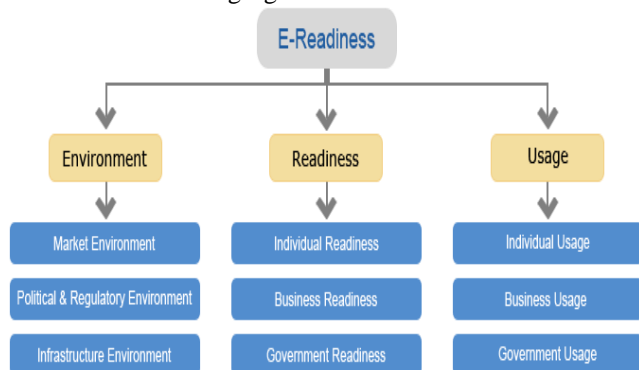 E-Readiness
Environment
Readiness
Usage
Market Environment
Individual Readiness
Individual Usage
Political & Regulatory Environment
Business Readiness
Business Usage
Infrastructure Environment
Government Readiness
Government Usage